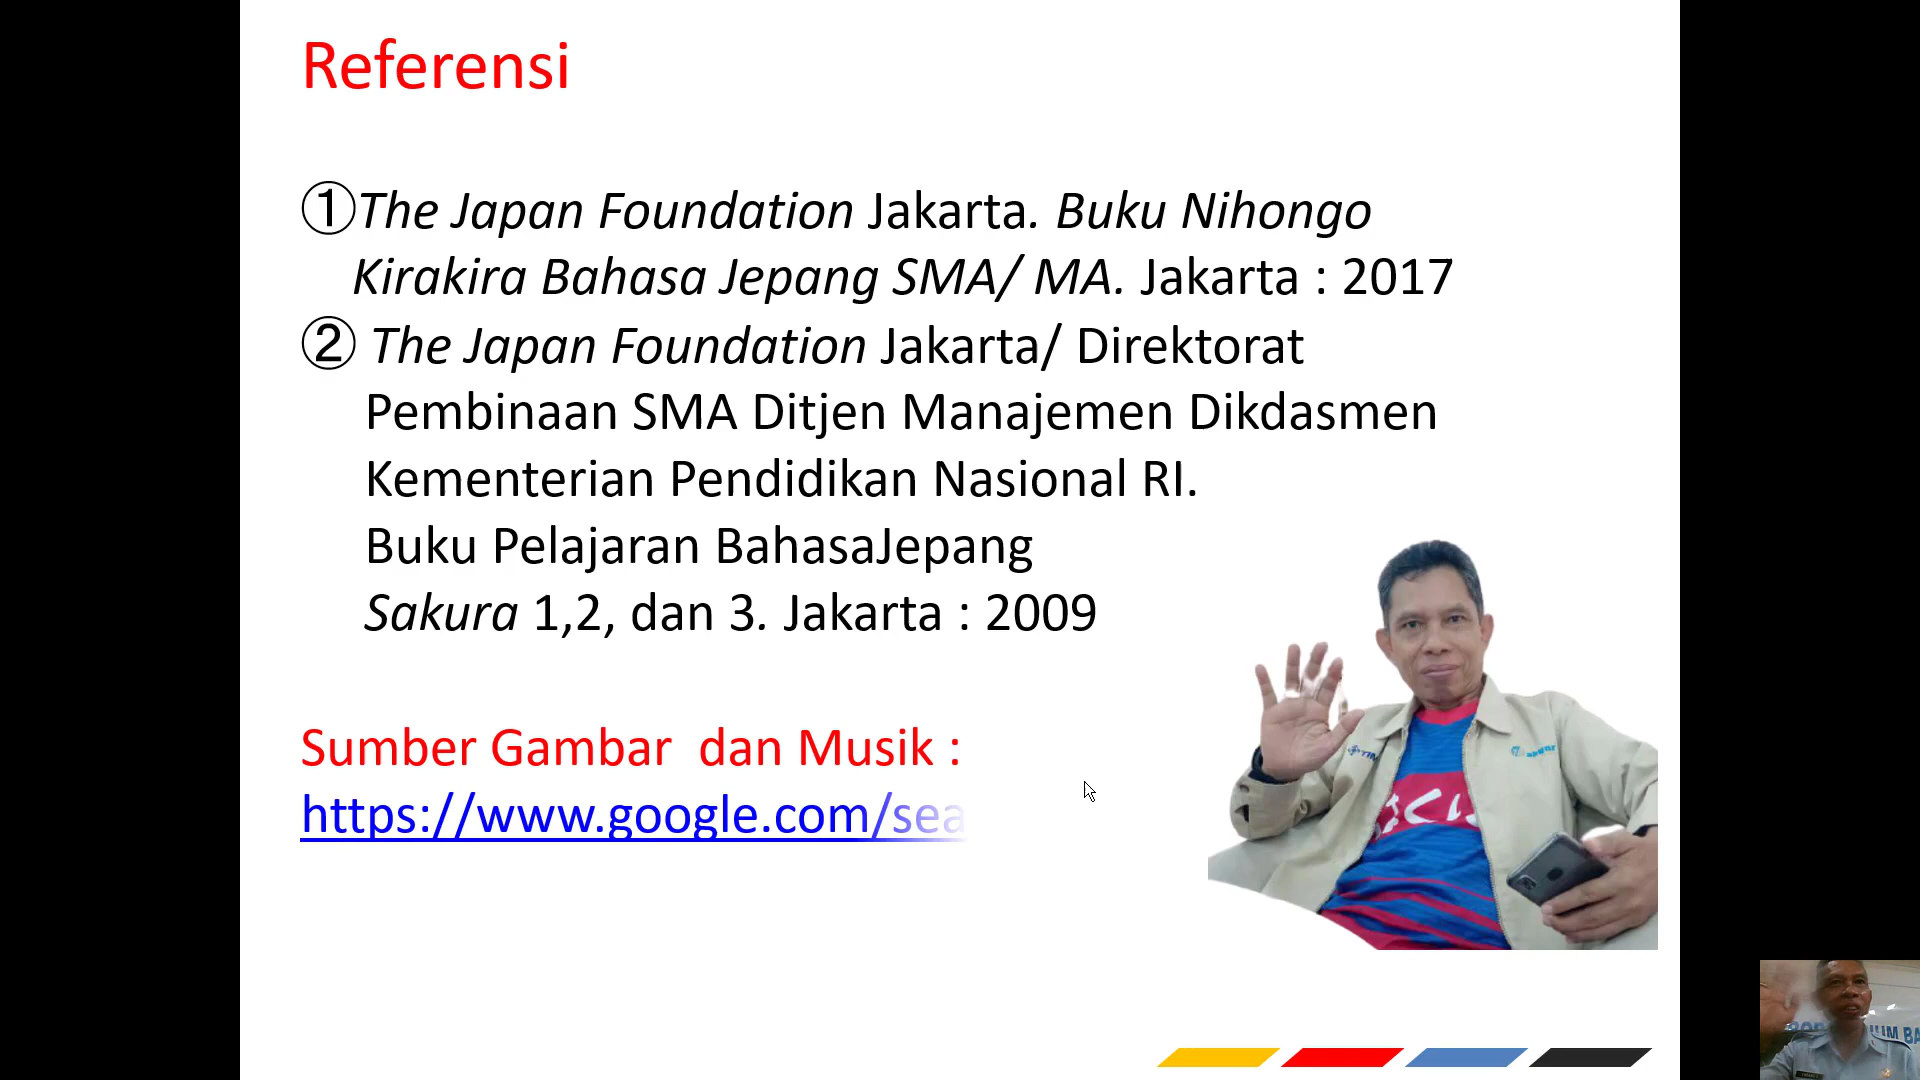 Referensi
①The Japan Foundation Jakarta. Buku Nihongo
Kirakira Bahasa Jepang SMA/ MA. Jakarta : 2017
② The Japan Foundation Jakarta/ Direktorat
Pembinaan SMA Ditjen Manajemen Dikdasmen
Kementerian Pendidikan Nasional RI.
Buku Pelajaran BahasaJepang
Sakura 1,2, dan 3. Jakarta : 2009
Sumber Gambar dan Musik :
https://www.google.com/sea